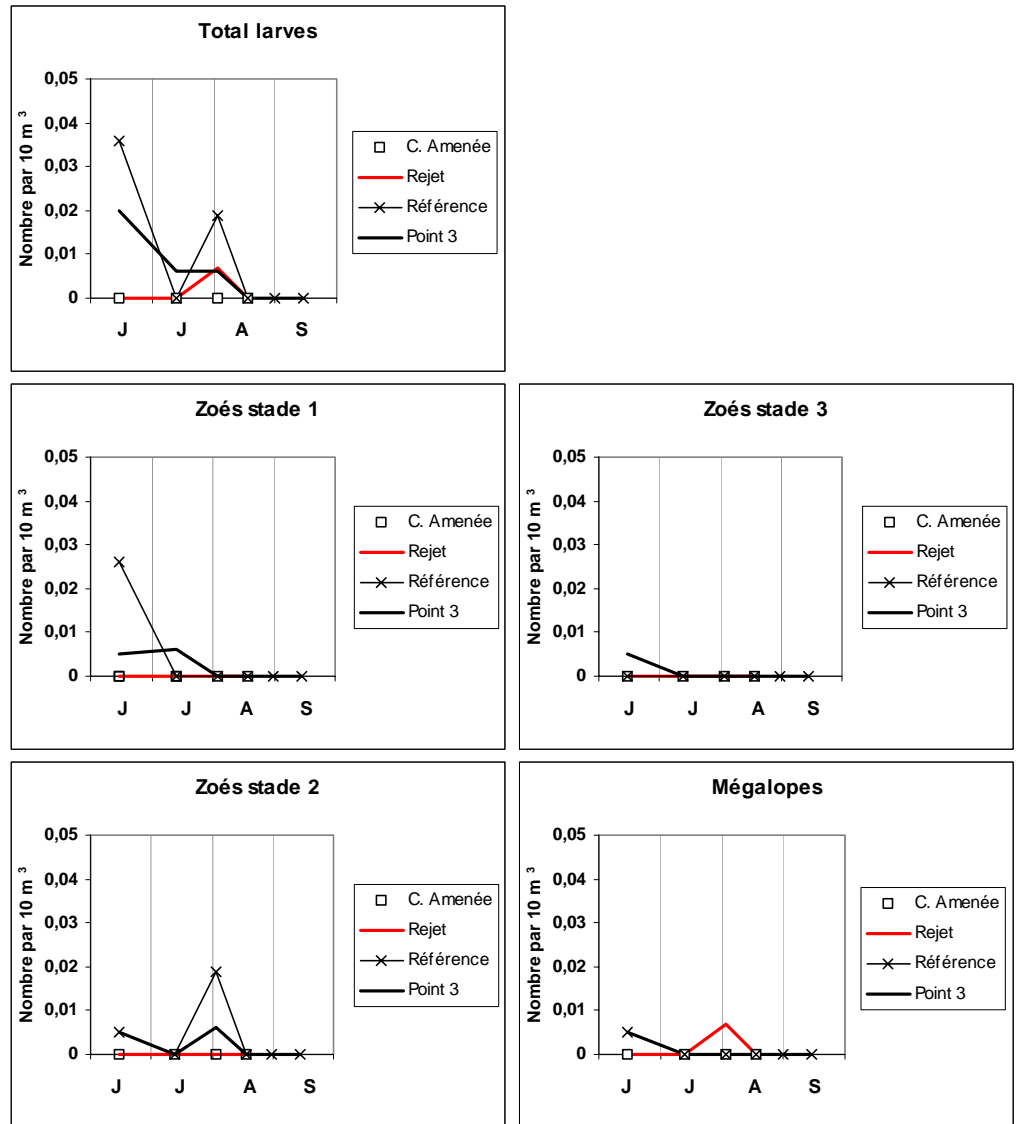 Total larves
Nombre par 10 m 3
0,05
0,04
0,03
0,02
0,01
0
J J A S
C. Amenée
Rejet
Référence
Point 3
Zoés stade 1
Nombre par 10 m 3
0,05
0,04
0,03
0,02
0,01
0
J J A S
C. Amenée
Rejet
Référence
Point 3
Zoés stade 3
Nombre par 10 m 3
0,05
0,04
0,03
0,02
0,01
0
J J A S
C. Amenée
Rejet
Référence
Point 3
Zoés stade 2
Nombre par 10 m 3
0,05
0,04
0,03
0,02
0,01
0
J J A S
C. Amenée
Rejet
Référence
Point 3
Mégalopes
Nombre par 10 m 3
0,05
0,04
0,03
0,02
0,01
0
J J A S
C. Amenée
Rejet
Référence
Point 3